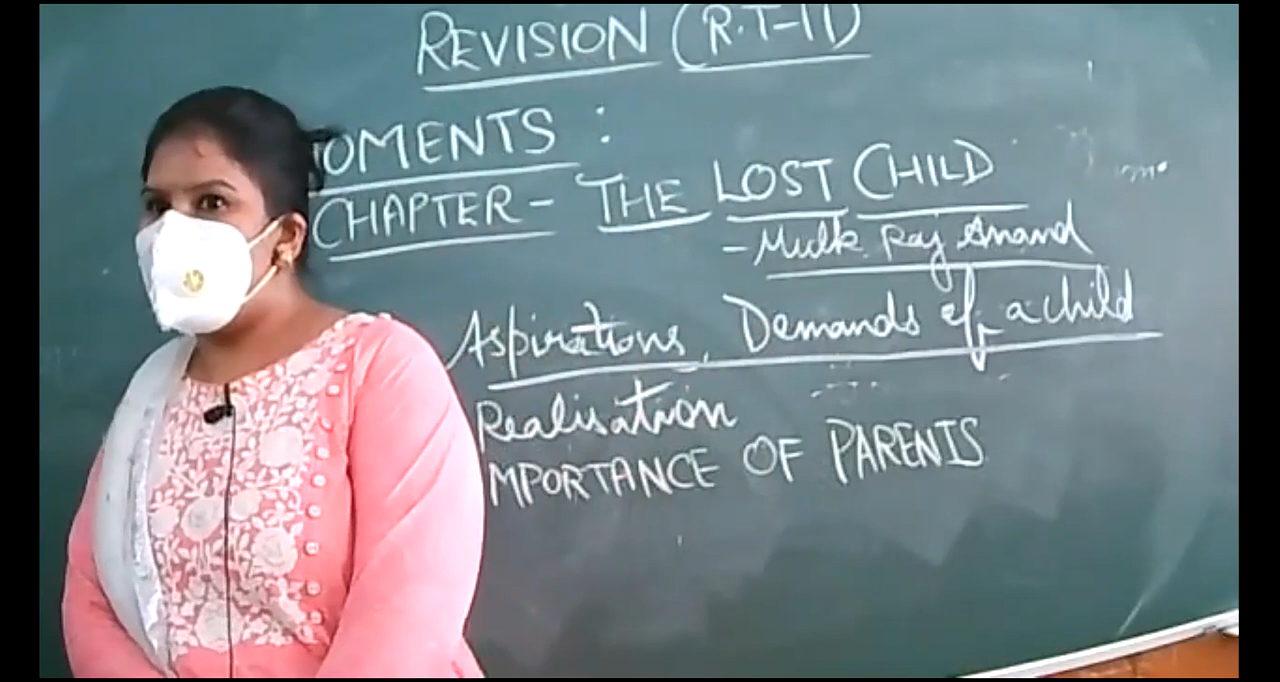 REVISION (R.T-II)
OMENTS :
CHAPTER- THE LOST CHILD
- Mulk Raj Anand
Aspirations, Demands of a child
Realisation
MPORTANCE OF PARENTS